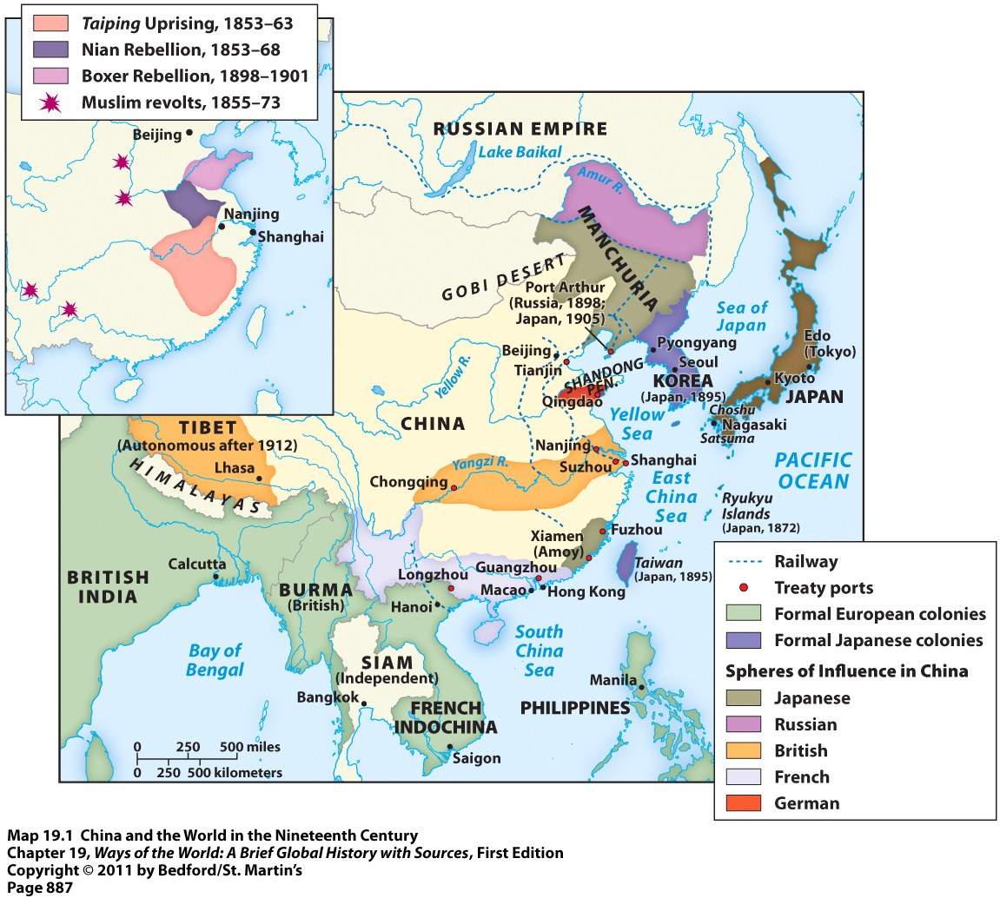 Taiping Uprising, 1853–63
Nian Rebellion, 1853–68
Boxer Rebellion, 1898–1901
Muslim revolts, 1855–73
Beijing
Nanjing
Shanghai
RUSSIAN EMPIRE
Lake Baikal
Amur R.
MANCHURIA
GOBI DESERT
Port Arthur
(Russia, 1898;
Japan, 1905)
Sea of
Japan
Beijing
Tianjin
Pyongyang
Seoul
KOREA
(Japan, 1895)
Edo
(Tokyo)
Kyoto
JAPAN
Yellow R.
SHANDONG
PEN.
Qingdao
Choshu
Nagasaki
Satsuma
Yellow
Sea
CHINA
TIBET
(Autonomous after 1912)
Lhasa
HIMALAYAS
Nanjing
Shanghai
Suzhou
Yangzi R.
Chongqing
East
China
Sea
PACIFIC
OCEAN
Ryukyu
Islands
(Japan, 1872)
Xiamen
(Amoy)
Fuzhou
Taiwan
(Japan, 1895)
Calcutta
BRITISH
INDIA
BURMA
(British)
Longzhou
Guangzhou
Macao
Hong Kong
Hanoi
Bay of
Bengal
SIAM
(Independent)
Bangkok
South
China
Sea
FRENCH
INDOCHINA
Saigon
Manila
PHILIPPINES
0 250 500 miles
0 250 500 kilometers
Railway
Treaty ports
Formal European colonies
Formal Japanese colonies
Spheres of Influence in China
Japanese
Russian
British
French
German
Map 19.1 China and the World in the Nineteenth Century
Chapter 19, Ways of the World: A Brief Global History with Sources, First Edition
Copyright © 2011 by Bedford/St. Martin's
Page 887